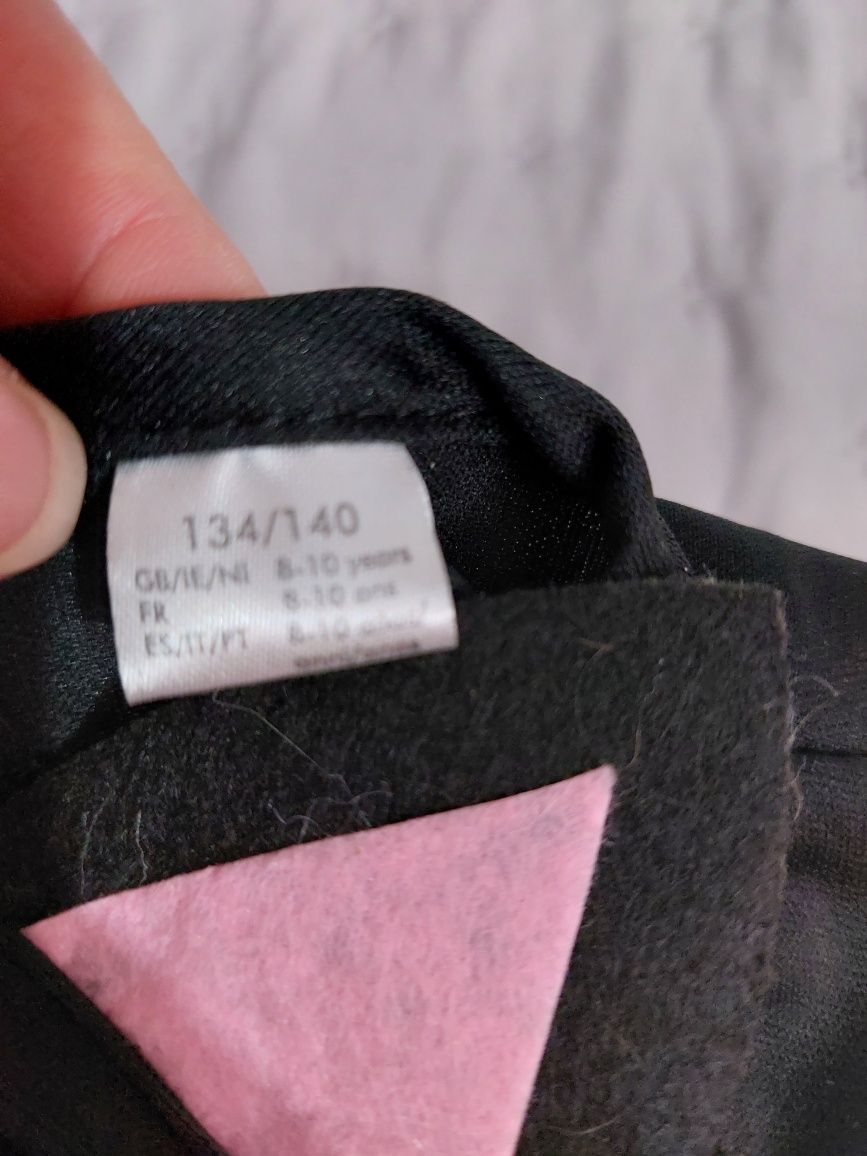 134/140
GB/IE/NI 8-10 years
FR 8-10 ans
ES/IT/PT 8-10